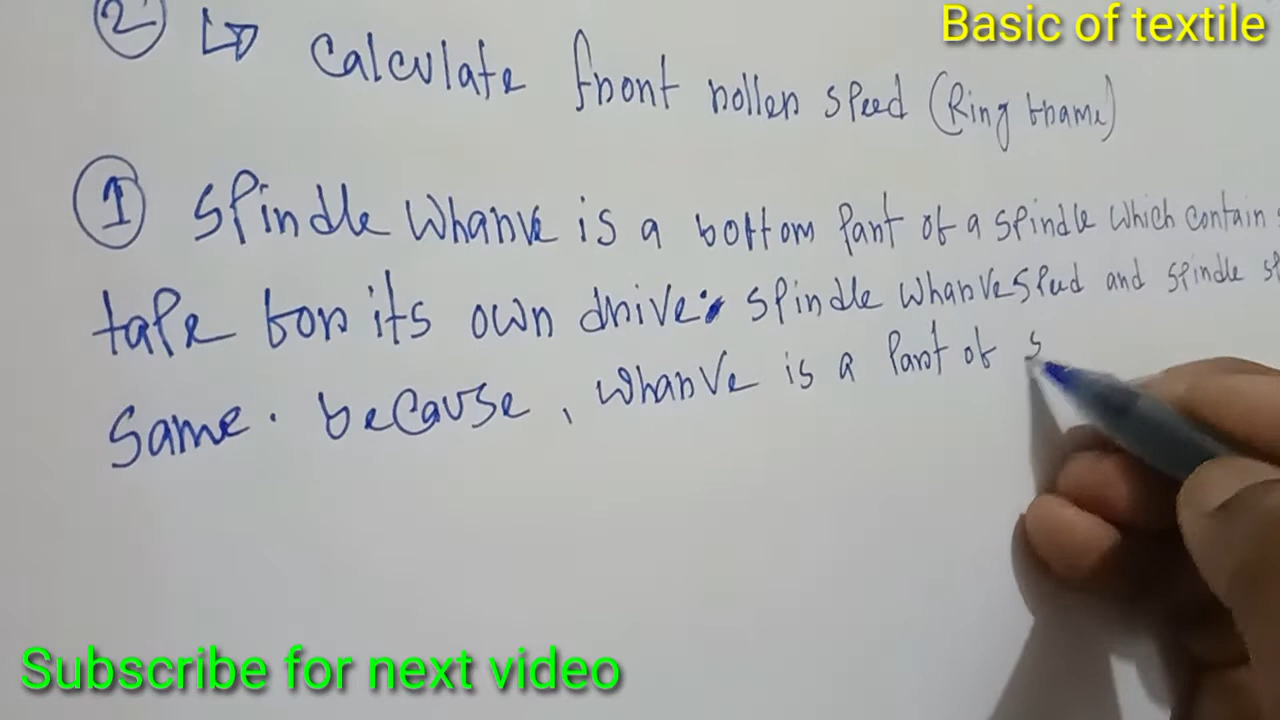 Basic of textile
2 ↳ Calculate front roller speed (Ring frame)
1 Spindle wharve is a bottom part of a spindle which contain
tape for its own drive. spindle wharve speed and spindle sp
same. because, wharve is a part of s
Subscribe for next video